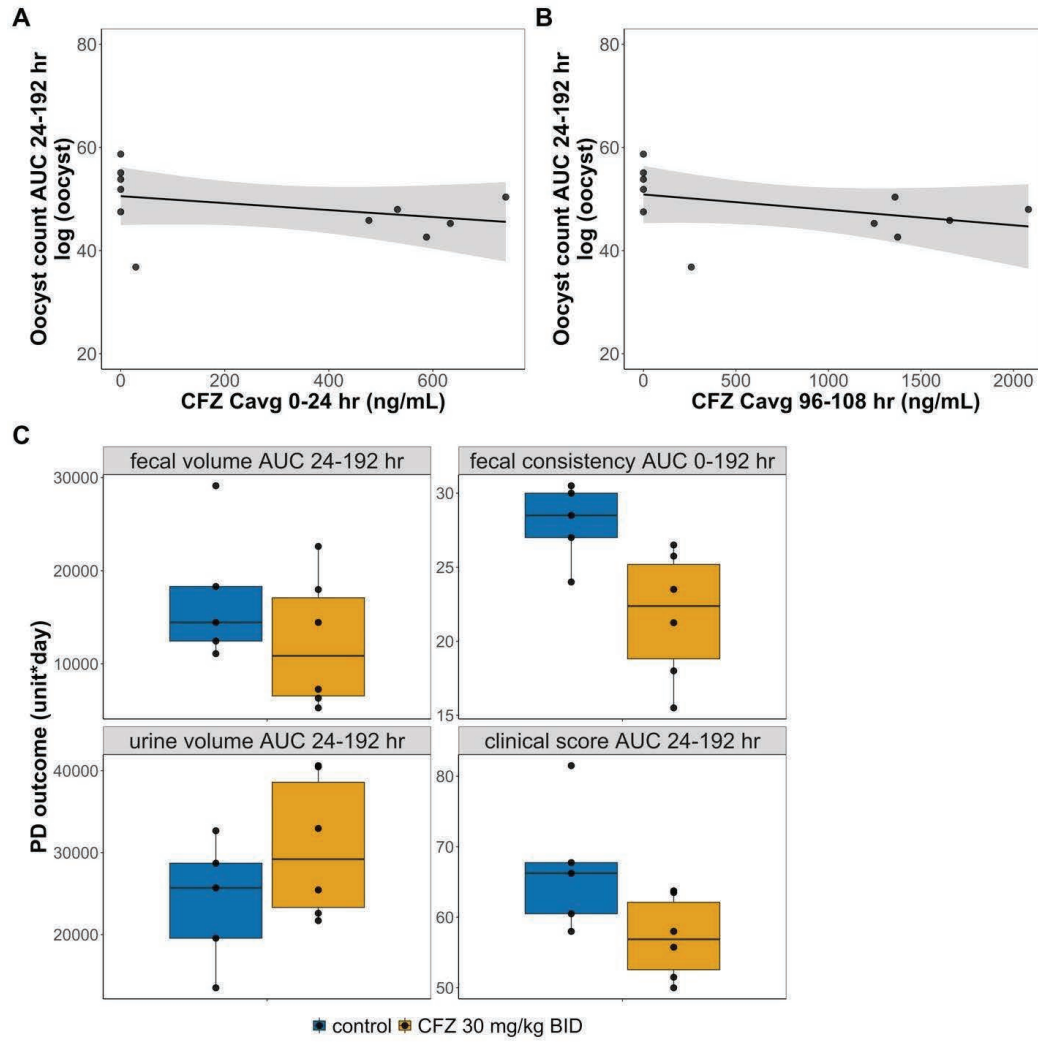 A
Oocyst count AUC 24-192 hr
log (oocyst)
80
60
40
20
0
200
400
600
CFZ Cavg 0-24 hr (ng/mL)
B
Oocyst count AUC 24-192 hr
log (oocyst)
80
60
40
20
0
500
1000
1500
2000
CFZ Cavg 96-108 hr (ng/mL)
C
PD outcome (unit*day)
fecal volume AUC 24-192 hr
30000
20000
10000
fecal consistency AUC 0-192 hr
30
25
20
15
urine volume AUC 24-192 hr
40000
30000
20000
clinical score AUC 24-192 hr
80
70
60
50
control CFZ 30 mg/kg BID